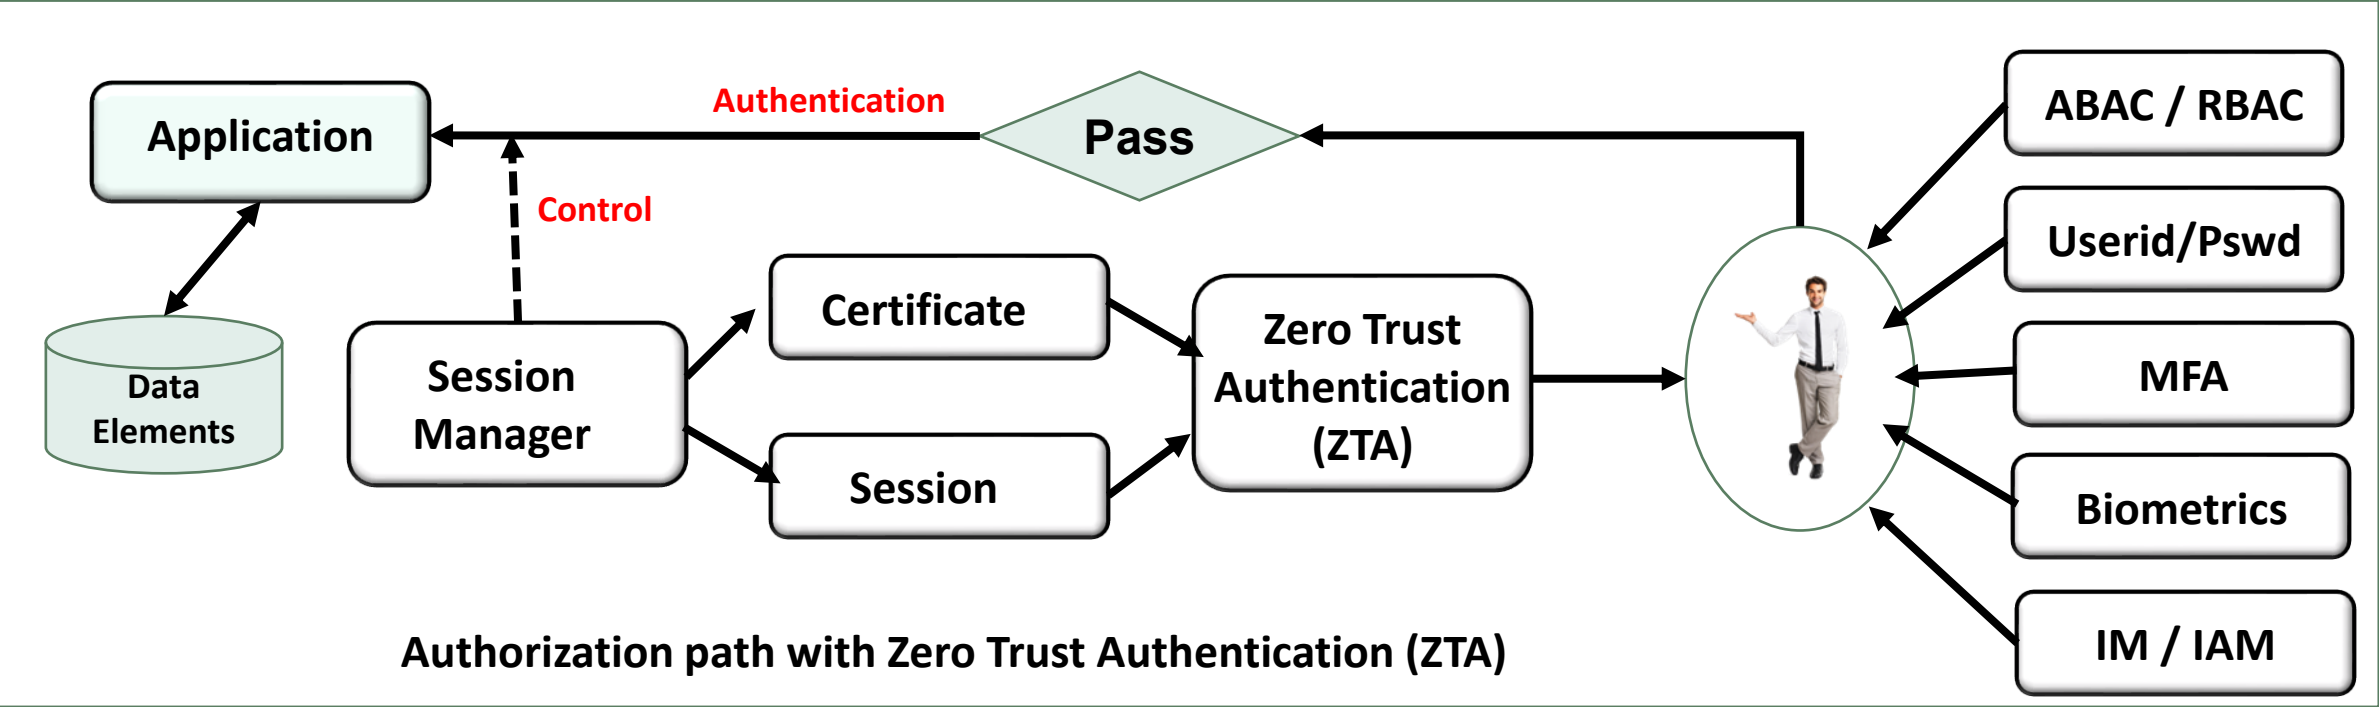 Application
Authentication
Pass
Control
Data
Elements
Session
Manager
Certificate
Session
Zero Trust
Authentication
(ZTA)
ABAC / RBAC
Userid/Pswd
MFA
Biometrics
IM / IAM
Authorization path with Zero Trust Authentication (ZTA)